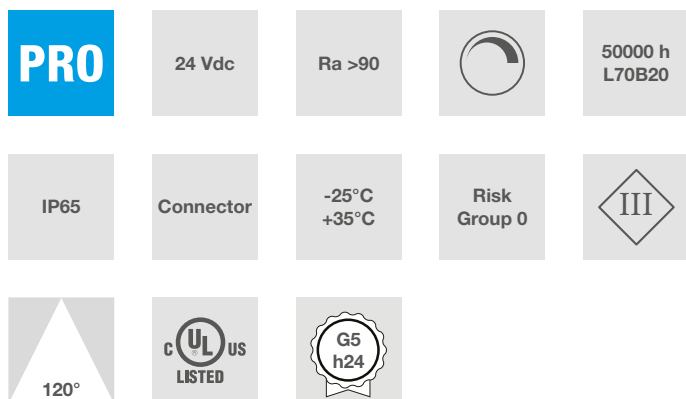 PRO
24 Vdc
Ra >90
50000 h
L70B20
IP65
Connector
-25°C
+35°C
Risk
Group 0
III
120°
C UL ® US
LISTED
G5
h24